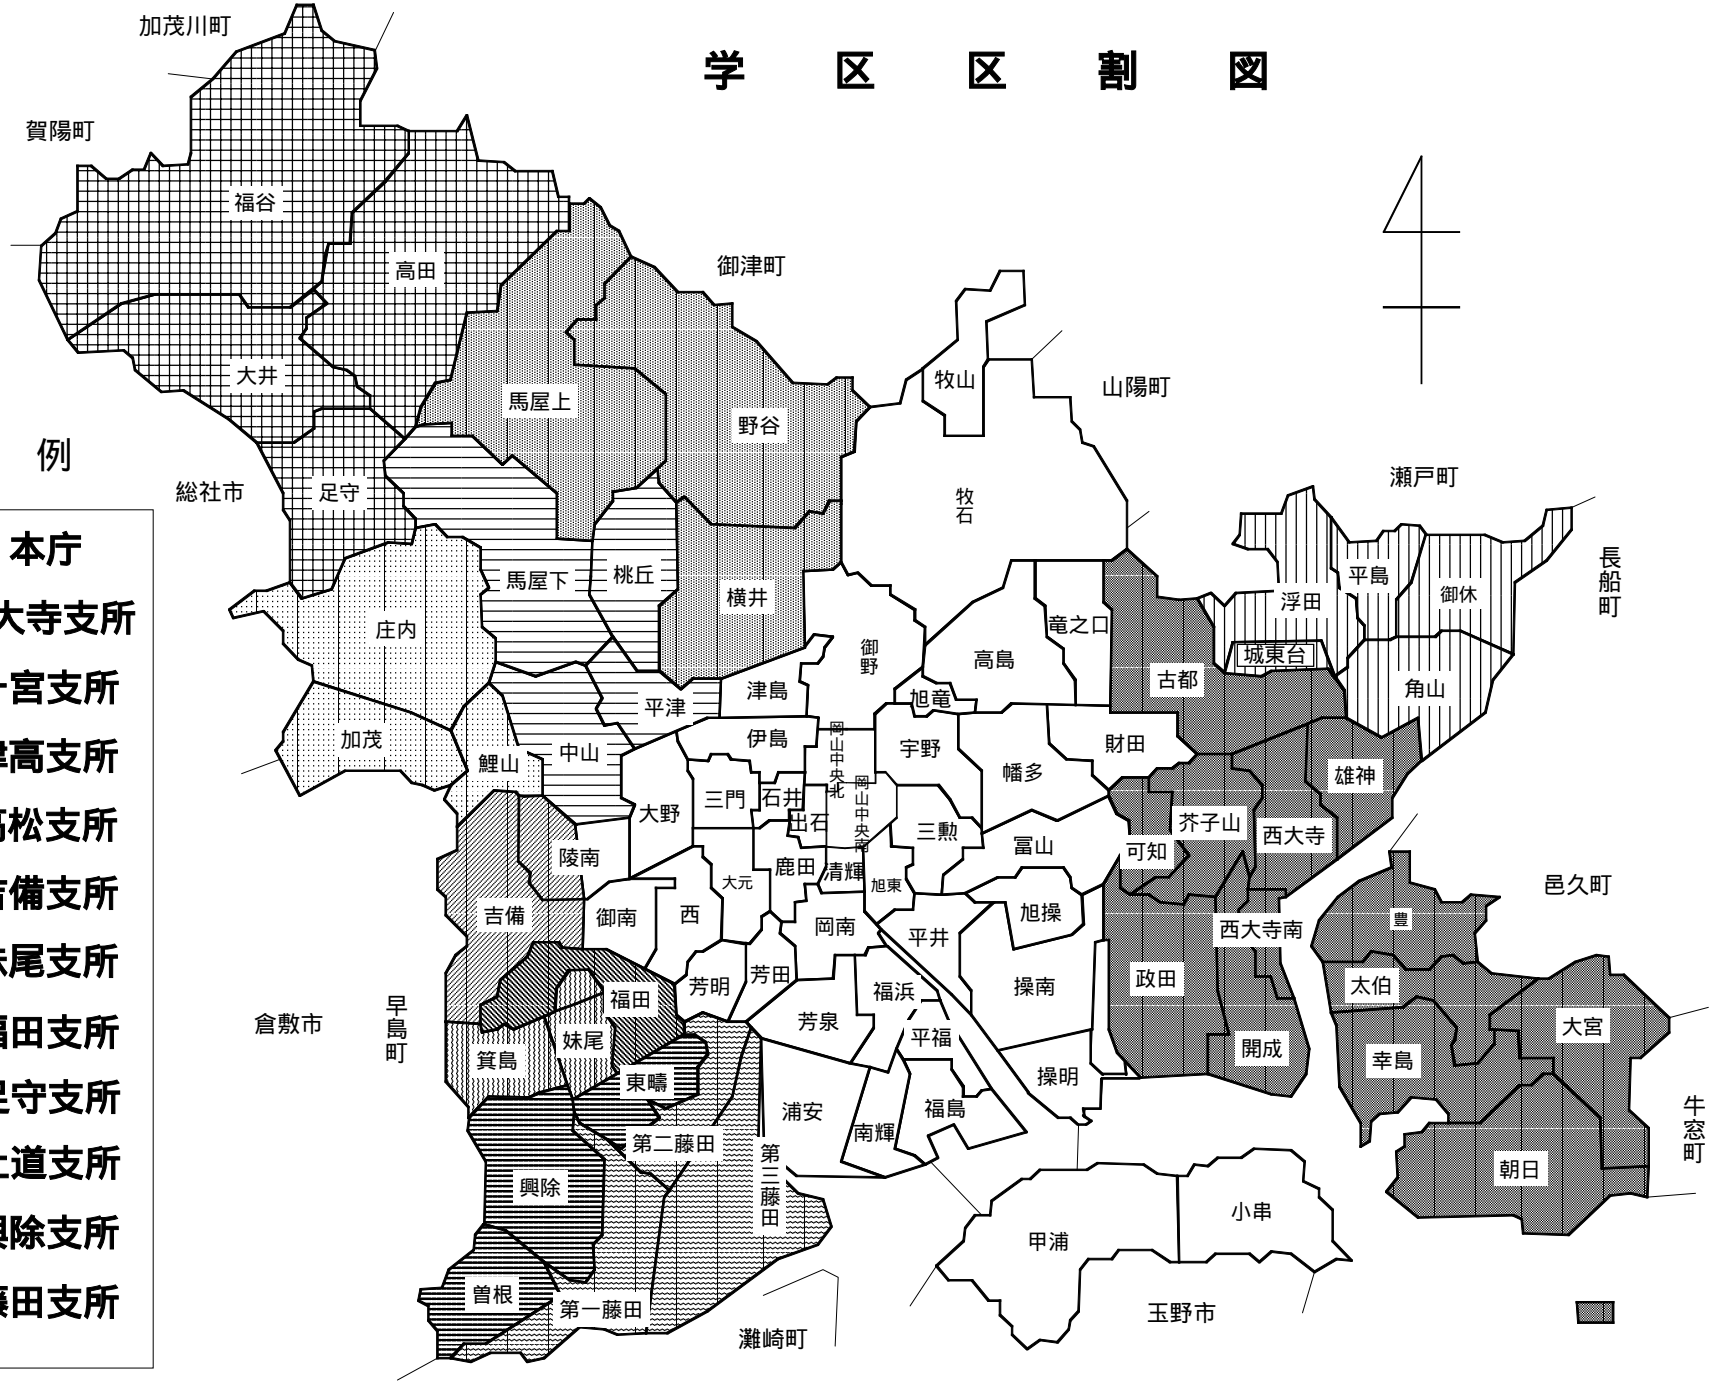 学区区割図
加茂川町
賀陽町
御津町
山陽町
瀬戸町
長船町
邑久町
牛窓町
玉野市
灘崎町
早島町
倉敷市
総社市
例
本庁
大寺支所
宮支所
津高支所
高松支所
吉備支所
妹尾支所
福田支所
足守支所
上道支所
興除支所
藤田支所
福谷
高田
大井
足守
馬屋上
野谷
牧山
牧石
馬屋下
桃丘
横井
庄内
加茂
鯉山
中山
平津
津島
御野
高島
竜之口
旭竜
古都
浮田
平島
御休
城東台
角山
伊島
岡山中央北
岡山中央南
宇野
幡多
財田
雄神
大野
三門
石井
出石
三勲
冨山
可知
芥子山
西大寺
陵南
吉備
御南
西
大元
鹿田
清輝
旭東
旭操
岡南
平井
西大寺南
豊
太伯
大宮
幸島
朝日
政田
開成
操南
操明
芳明
芳田
福浜
芳泉
平福
福島
南輝
浦安
福田
妹尾
箕島
東疇
第二藤田
第三藤田
第一藤田
興除
曽根
甲浦
小串